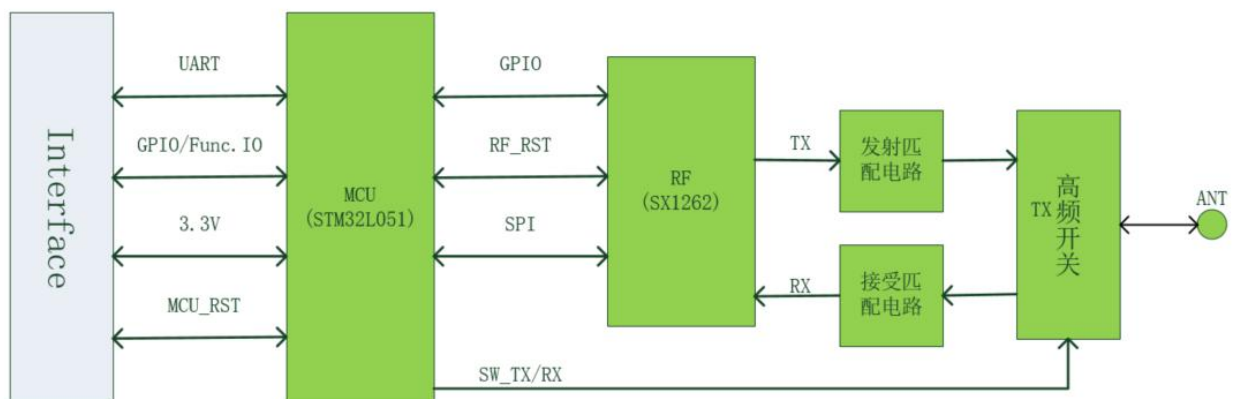 Interface
UART
GPIO/Func.IO
3.3V
MCU_RST
MCU
(STM32L051)
GPIO
RF_RST
SPI
SW_TX/RX
RF
(SX1262)
TX
发射匹
配电路
RX
接受匹
配电路
TX
高频开关
ANT